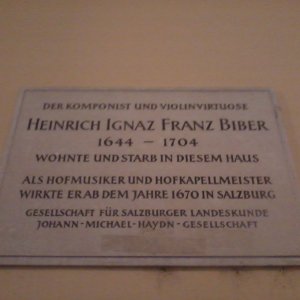 DER KOMPONIST UND VIOLINVIRTUOSE
HEINRICH IGNAZ FRANZ BIBER
1644 – 1704
WOHNTE UND STARB IN DIESEM HAUS
ALS HOFMUSIKER UND HOFKAPELLMEISTER
WIRKTE ER AB DEM JAHRE 1670 IN SALZBURG
GESELLSCHAFT FÜR SALZBURGER LANDESKUNDE
JOHANN-MICHAEL-HAYDN-GESELLSCHAFT